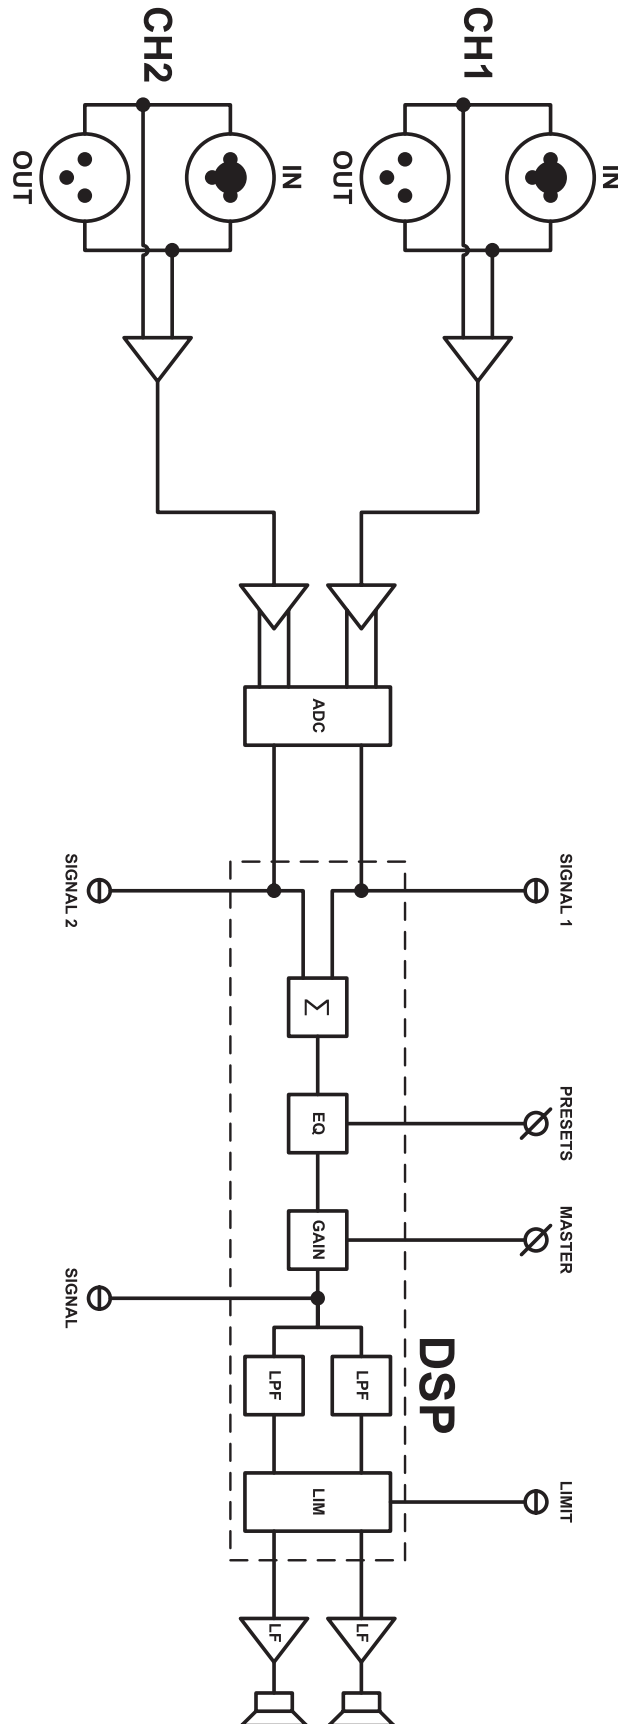 CH1
IN
OUT
CH2
IN
OUT
ADC
SIGNAL 1
SIGNAL 2
Σ
EQ
PRESETS
GAIN
MASTER
SIGNAL
DSP
LPF
LPF
LIM
LIMIT
LF
LF